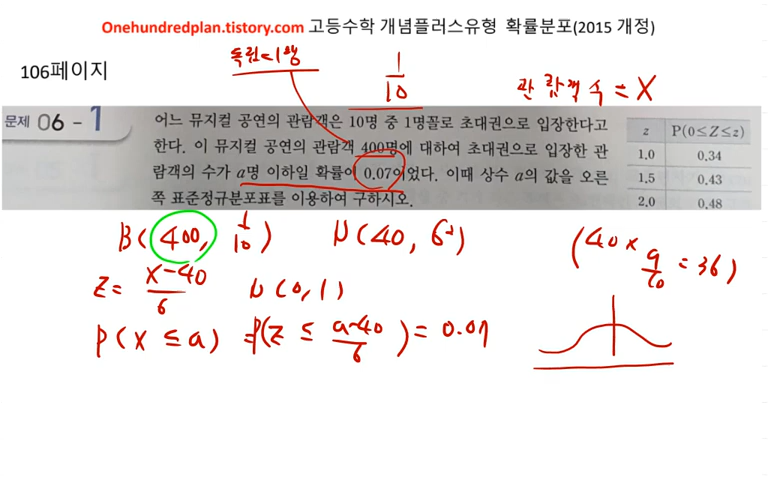 Onehundredplan.tistory.com 고등수학 개념플러스유형 확률분포(2015 개정)
106페이지
독립=1행
1/10
관람객 수 = X
문제 06-1
어느 뮤지컬 공연의 관람객은 10명 중 1명꼴로 초대권으로 입장한다고
한다. 이 뮤지컬 공연의 관람객 400명에 대하여 초대권으로 입장한 관
람객의 수가 a명 이하일 확률이 0.07이었다. 이때 상수 a의 값을 오른
쪽 표준정규분포표를 이용하여 구하시오.
z P(0≤Z≤z)
1.0 0.34
1.5 0.43
2.0 0.48
B(400, 1/10) N(40, 6²) (40 × 9/10 = 36)
Z = X-40/6 N(0, 1)
P(X ≤ a) = P(Z ≤ a-40/6) = 0.07